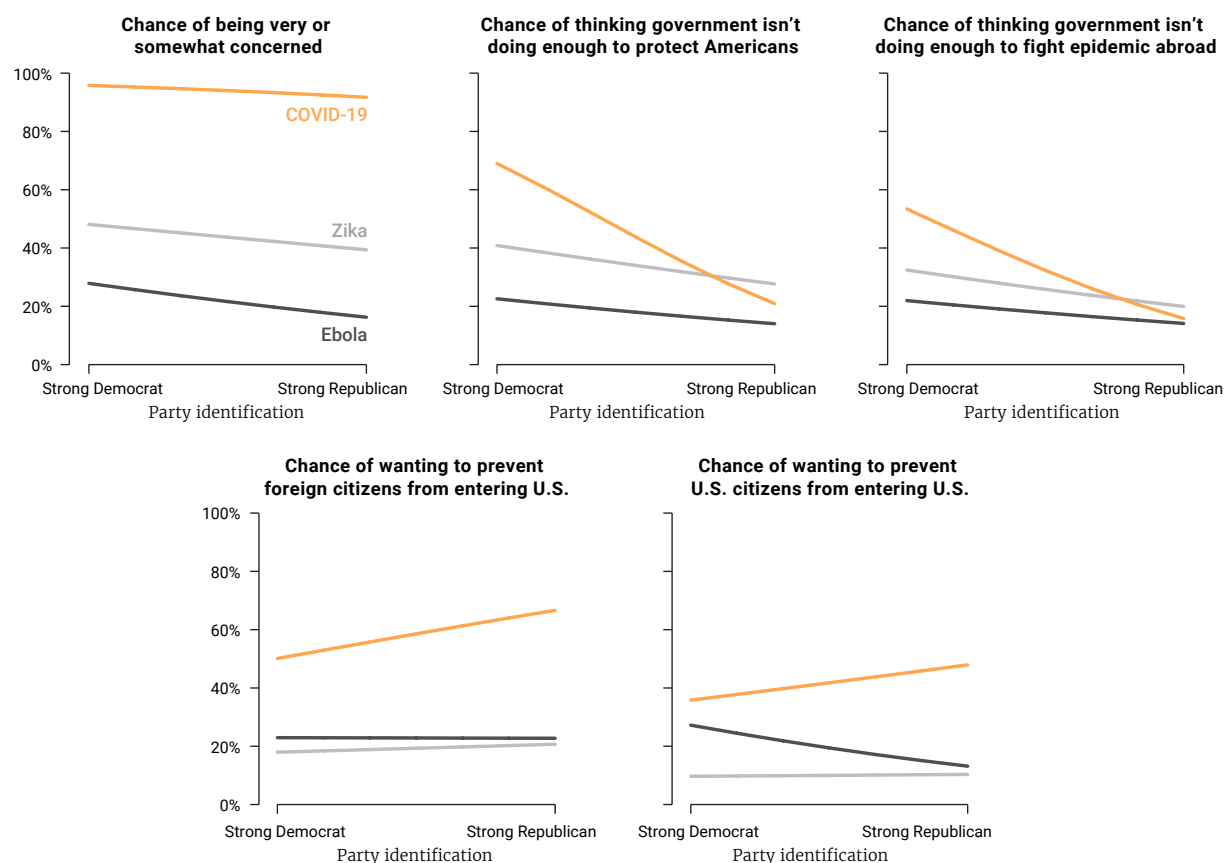 Chance of being very or
somewhat concerned
100%
80%
60%
40%
20%
0%
COVID-19
Zika
Ebola
Strong Democrat
Strong Republican
Party identification
Chance of thinking government isn't
doing enough to protect Americans
Strong Democrat
Strong Republican
Party identification
Chance of thinking government isn't
doing enough to fight epidemic abroad
Strong Democrat
Strong Republican
Party identification
Chance of wanting to prevent
foreign citizens from entering U.S.
100%
80%
60%
40%
20%
0%
Strong Democrat
Strong Republican
Party identification
Chance of wanting to prevent
U.S. citizens from entering U.S.
Strong Democrat
Strong Republican
Party identification